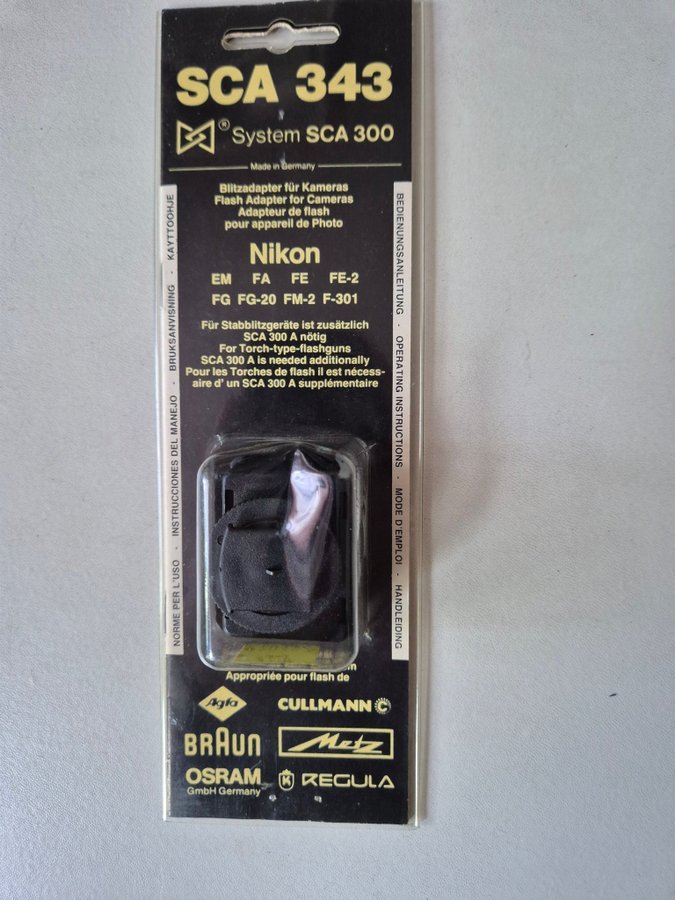 SCA 343
® System SCA 300
Made in Germany
Blitzadapter für Kameras
Flash Adapter for Cameras
Adapteur de flash
pour appareil de Photo
Nikon
EM FA FE FE-2
FG FG-20 FM-2 F-301
Für Stabblitzgeräte ist zusätzlich
SCA 300 A nötig
For Torch-type-flashguns
SCA 300 A is needed additionally
Pour les Torches de flash il est nécess-
aire d' un SCA 300 A supplémentaire
NORME PER L'USO · INSTRUCCIONES DEL MANEJO · BRUKSANVISNING · KAYTTOOHJE
BEDIENUNGSANLEITUNG · OPERATING INSTRUCTIONS · MODE D'EMPLOI · HANDLEIDING
Appropriée pour flash de
Agfa
CULLMANN C
BRAUN
Metz
OSRAM
GmbH Germany
K REGULA